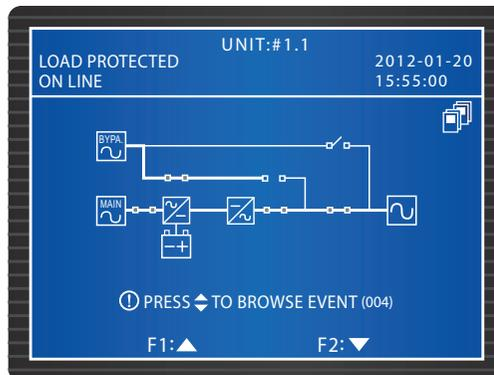 UNIT:#1.1
LOAD PROTECTED
2012-01-20
ON LINE
15:55:00
BYPA.
MAIN
PRESS TO BROWSE EVENT (004)
F1: F2: